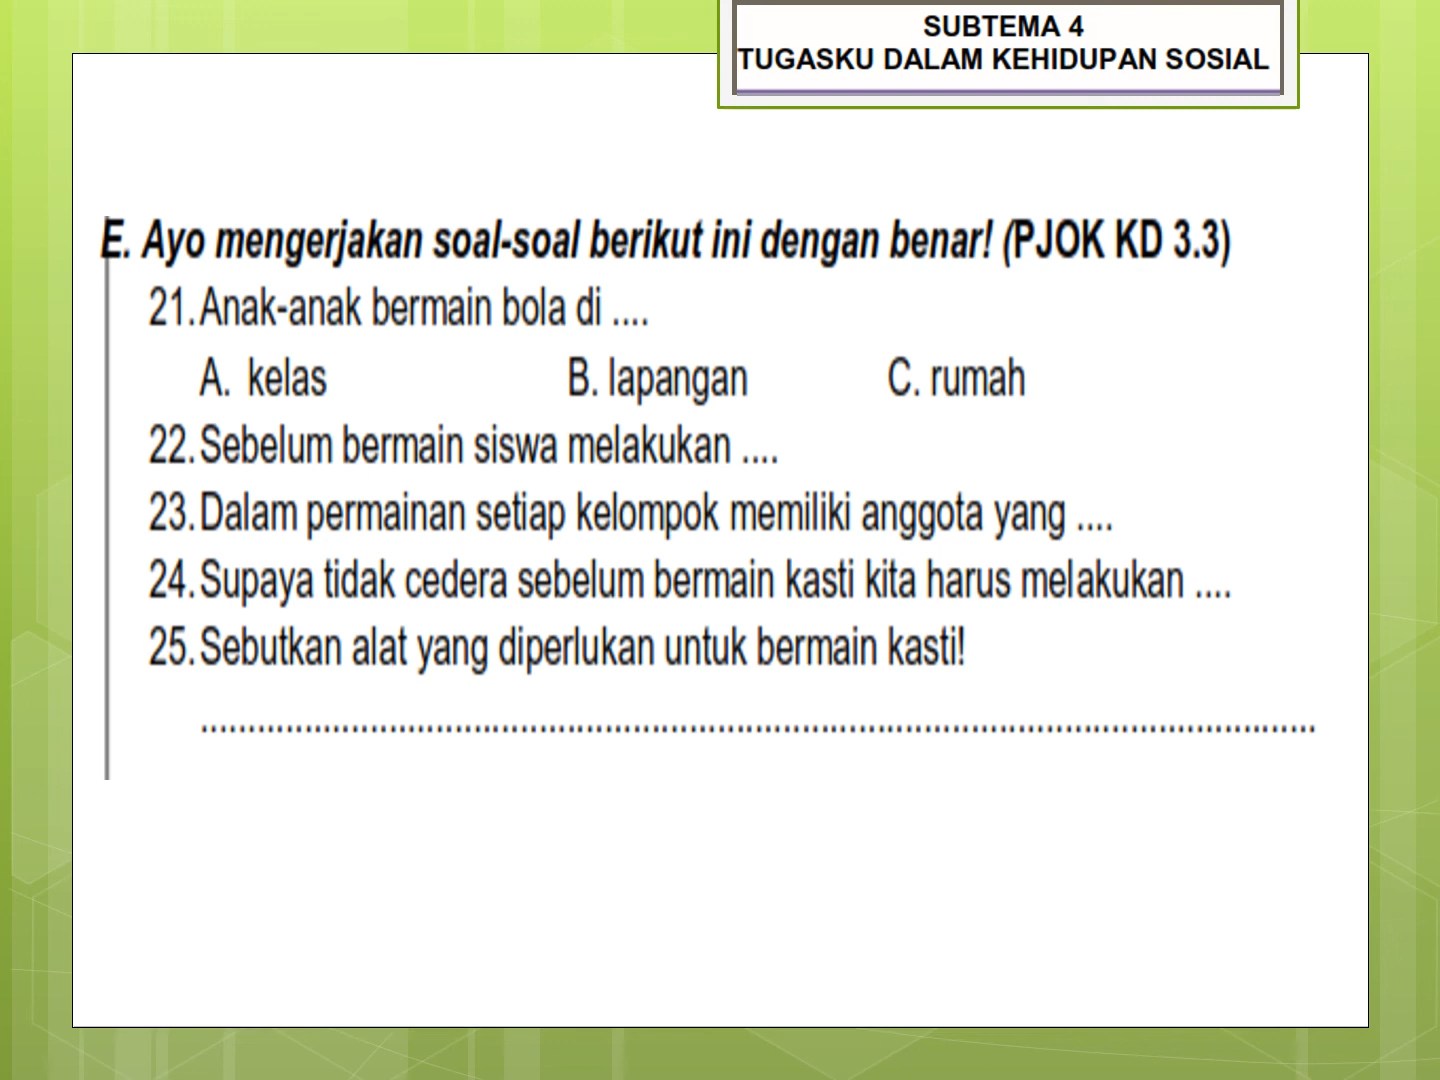 SUBTEMA 4
TUGASKU DALAM KEHIDUPAN SOSIAL
E. Ayo mengerjakan soal-soal berikut ini dengan benar! (PJOK KD 3.3)
21. Anak-anak bermain bola di ....
A. kelas B. lapangan C. rumah
22. Sebelum bermain siswa melakukan ....
23. Dalam permainan setiap kelompok memiliki anggota yang ....
24. Supaya tidak cedera sebelum bermain kasti kita harus melakukan ....
25. Sebutkan alat yang diperlukan untuk bermain kasti!
........................................................................................................................